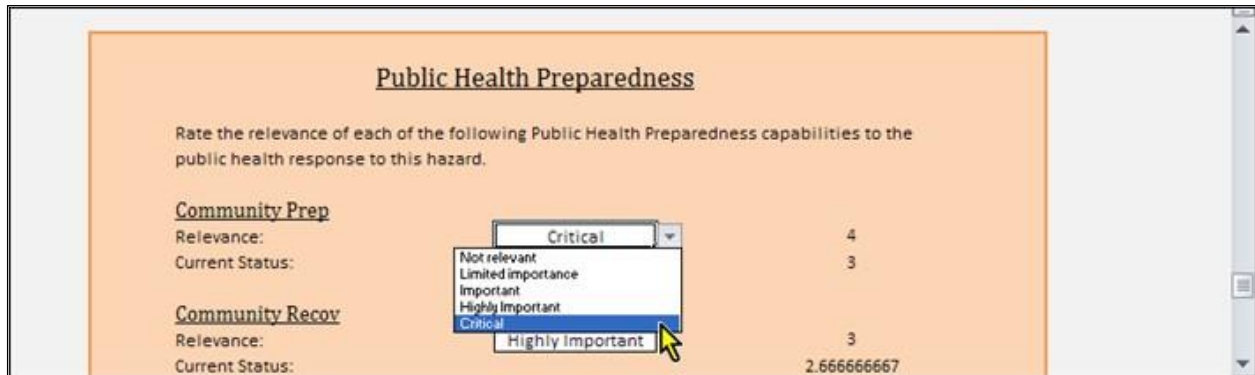 Public Health Preparedness
Rate the relevance of each of the following Public Health Preparedness capabilities to the
public health response to this hazard.
Community Prep
Relevance: Critical 4
Current Status: 3
Not relevant
Limited importance
Important
Highly Important
Critical
Community Recov
Relevance: Highly Important 3
Current Status: 2.666666667